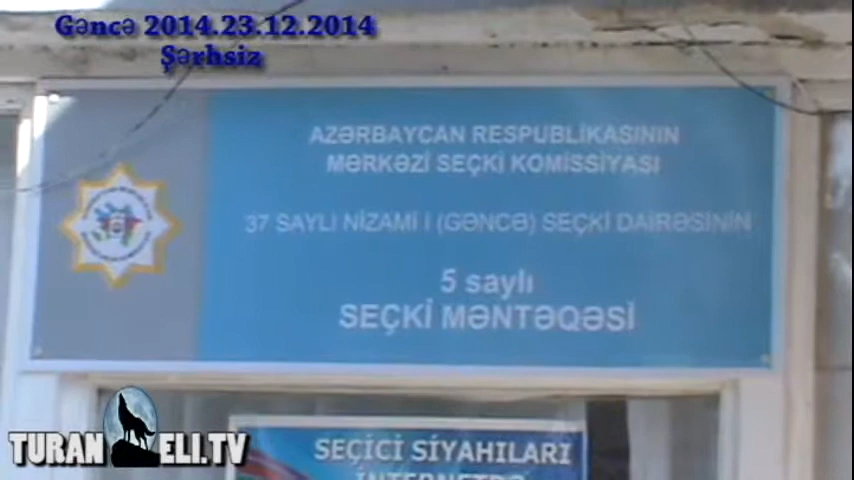 Gəncə 2014.23.12.2014
Şərhsiz
AZƏRBAYCAN RESPUBLİKASININ
MƏRKƏZİ SEÇKİ KOMİSSİYASI
37 SAYLI NİZAMİ I (GƏNCƏ) SEÇKİ DAİRƏSİNİN
5 saylı
SEÇKİ MƏNTƏQƏSİ
SEÇİCİ SİYAHILARI
İNTERNETDƏ
TURAN ELI.TV